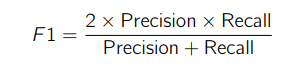 F1 = 2 × Precision × Recall
Precision + Recall